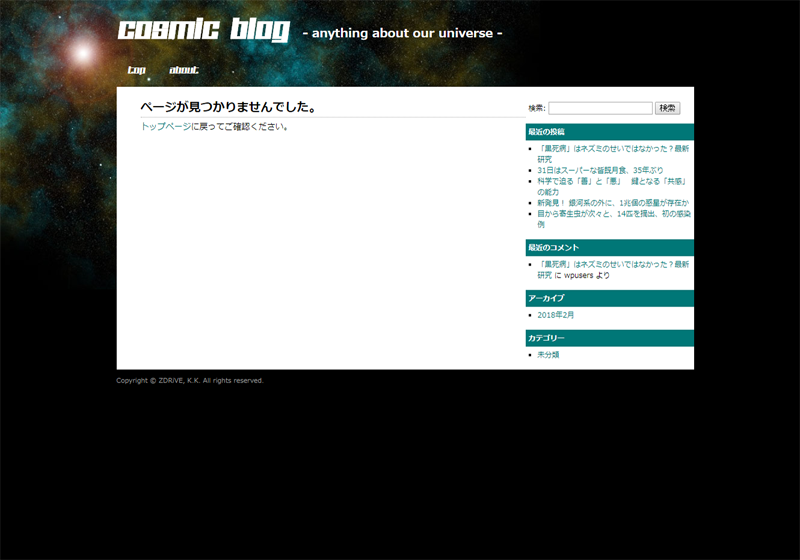 cosmic blog - anything about our universe -
top about
ページが見つかりませんでした。
トップページに戻ってご確認ください。
検索: 検索
最近の投稿
「黒死病」はネズミのせいではなかった？最新
研究
31日はスーパーな皆既月食、35年ぶり
科学で迫る「善」と「悪」　鍵となる「共感」
の能力
新発見！ 銀河系の外に、1兆個の惑星が存在か
目から寄生虫が次々と、14匹を摘出、初の感染
例
最近のコメント
「黒死病」はネズミのせいではなかった？最新
研究 に wpusers より
アーカイブ
2018年2月
カテゴリー
未分類
Copyright © ZDRiVE, K.K. All rights reserved.